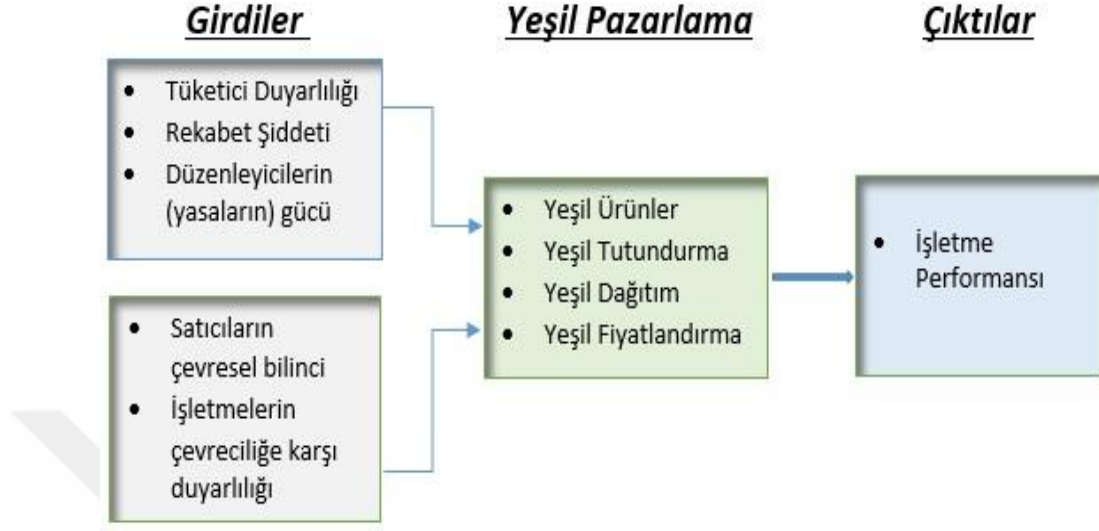 Girdiler
Yeşil Pazarlama
Çıktılar
• Tüketici Duyarlılığı
• Rekabet Şiddeti
• Düzenleyicilerin
(yasaların) gücü
• Satıcıların
çevresel bilinci
• İşletmelerin
çevreciliğe karşı
duyarlılığı
• Yeşil Ürünler
• Yeşil Tutundurma
• Yeşil Dağıtım
• Yeşil Fiyatlandırma
• İşletme
Performansı